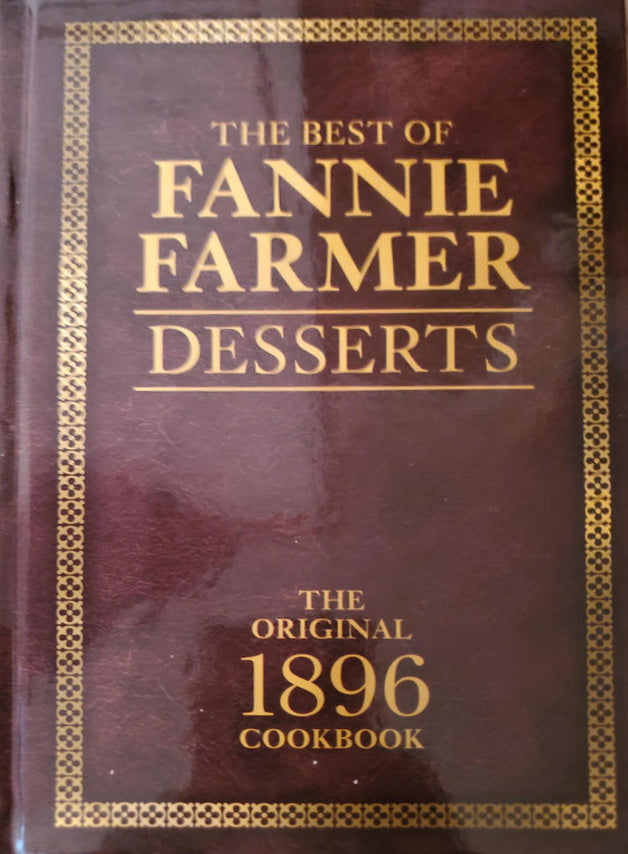 THE BEST OF
FANNIE
FARMER
DESSERTS
THE
ORIGINAL
1896
COOKBOOK